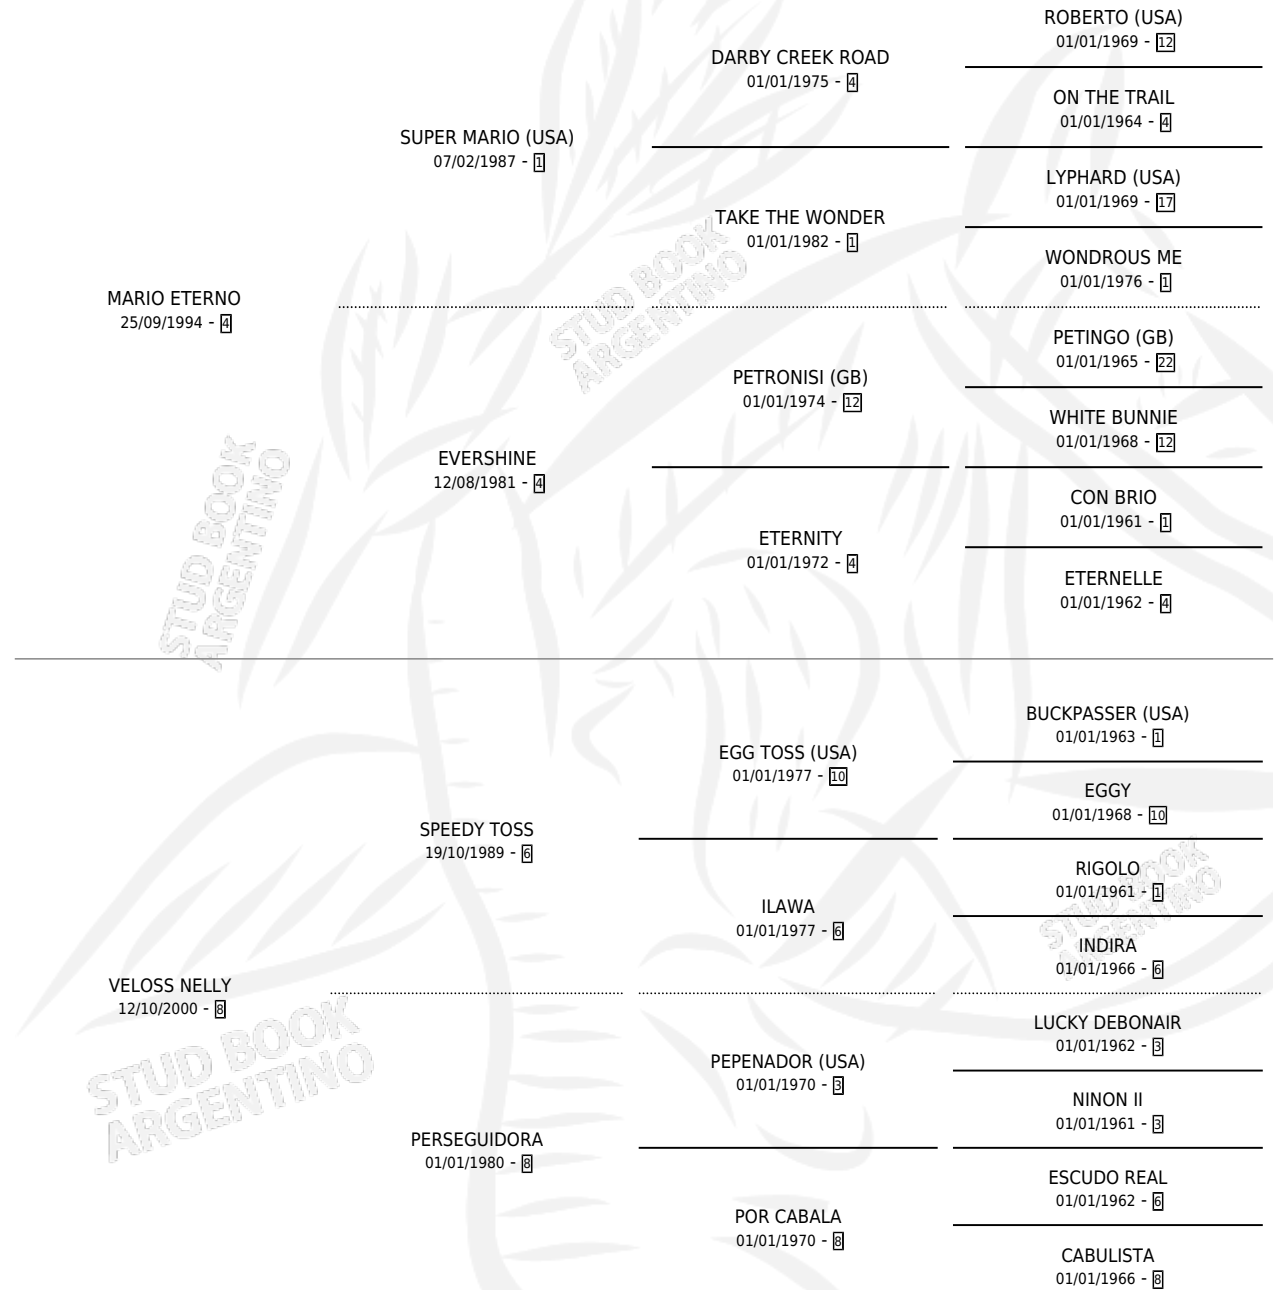 ROBERTO (USA)
01/01/1969 - 12
DARBY CREEK ROAD
01/01/1975 - 4
ON THE TRAIL
01/01/1964 - 4
SUPER MARIO (USA)
07/02/1987 - 1
LYPHARD (USA)
01/01/1969 - 17
TAKE THE WONDER
01/01/1982 - 1
WONDROUS ME
01/01/1976 - 1
MARIO ETERNO
25/09/1994 - 4
PETINGO (GB)
01/01/1965 - 22
PETRONISI (GB)
01/01/1974 - 12
WHITE BUNNIE
01/01/1968 - 12
EVERSHINE
12/08/1981 - 4
CON BRIO
01/01/1961 - 1
ETERNITY
01/01/1972 - 4
ETERNELLE
01/01/1962 - 4
BUCKPASSER (USA)
01/01/1963 - 1
EGG TOSS (USA)
01/01/1977 - 10
EGGY
01/01/1968 - 10
SPEEDY TOSS
19/10/1989 - 6
RIGOLO
01/01/1961 - 1
ILAWA
01/01/1977 - 6
INDIRA
01/01/1966 - 6
VELOSS NELLY
12/10/2000 - 8
LUCKY DEBONAIR
01/01/1962 - 3
PEPENADOR (USA)
01/01/1970 - 3
NINON II
01/01/1961 - 3
PERSEGUIDORA
01/01/1980 - 8
ESCUDO REAL
01/01/1962 - 6
POR CABALA
01/01/1970 - 8
CABULISTA
01/01/1966 - 8
STUD BOOK
ARGENTINO
STUD BOOK
ARGENTINO
STUD BOOK
ARGENTINO
STUD BOOK
ARGENTINO